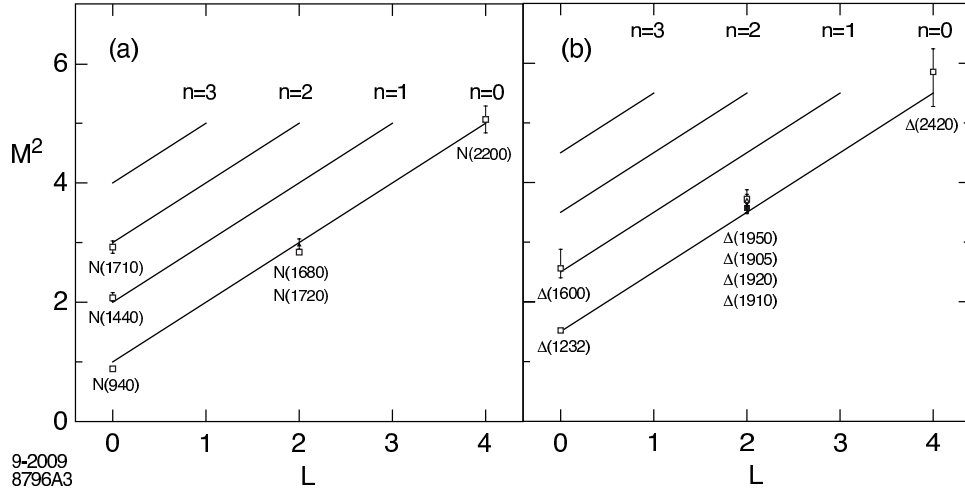 (a)
n=3 n=2 n=1 n=0
6
4
2
0
M²
N(2200)
N(1710)
N(1680)
N(1720)
N(1440)
N(940)
0 1 2 3 4
L
9-2009
8796A3
n=3 n=2 n=1 n=0
(b)
Δ(2420)
Δ(1950)
Δ(1905)
Δ(1920)
Δ(1910)
Δ(1600)
Δ(1232)
0 1 2 3 4
L